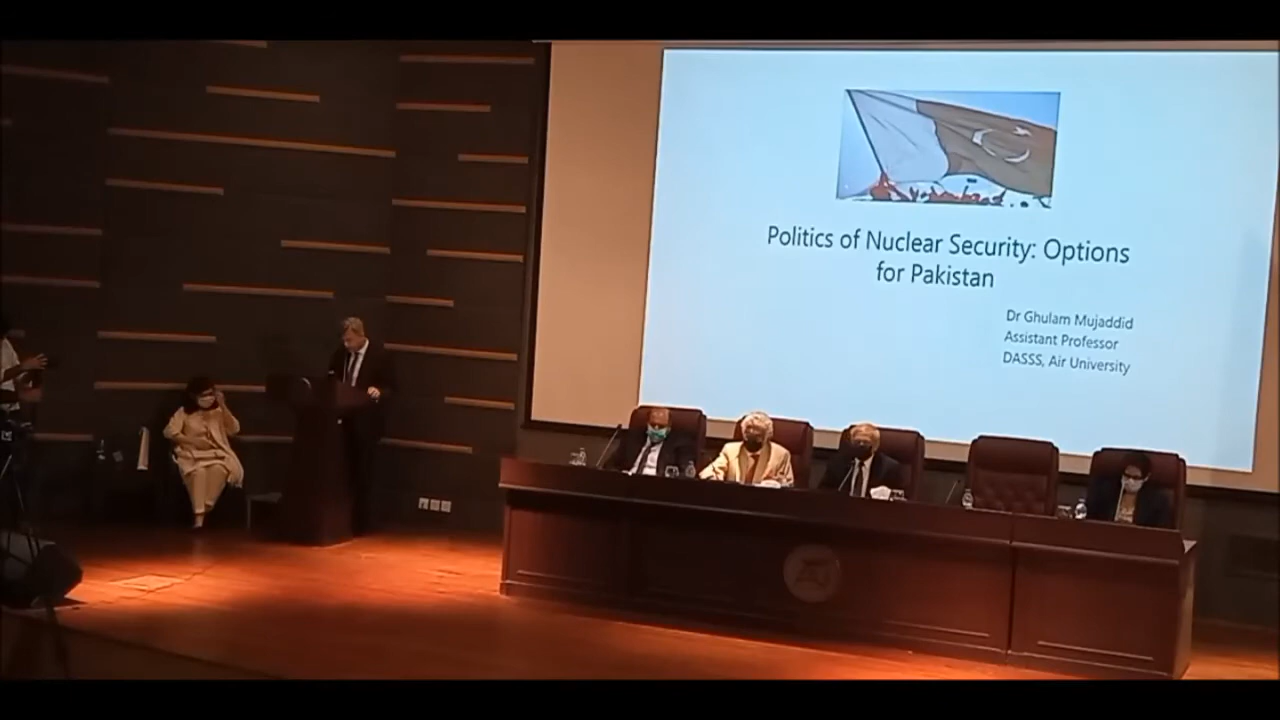 Politics of Nuclear Security: Options
for Pakistan
Dr Ghulam Mujaddid
Assistant Professor
DASSS, Air University